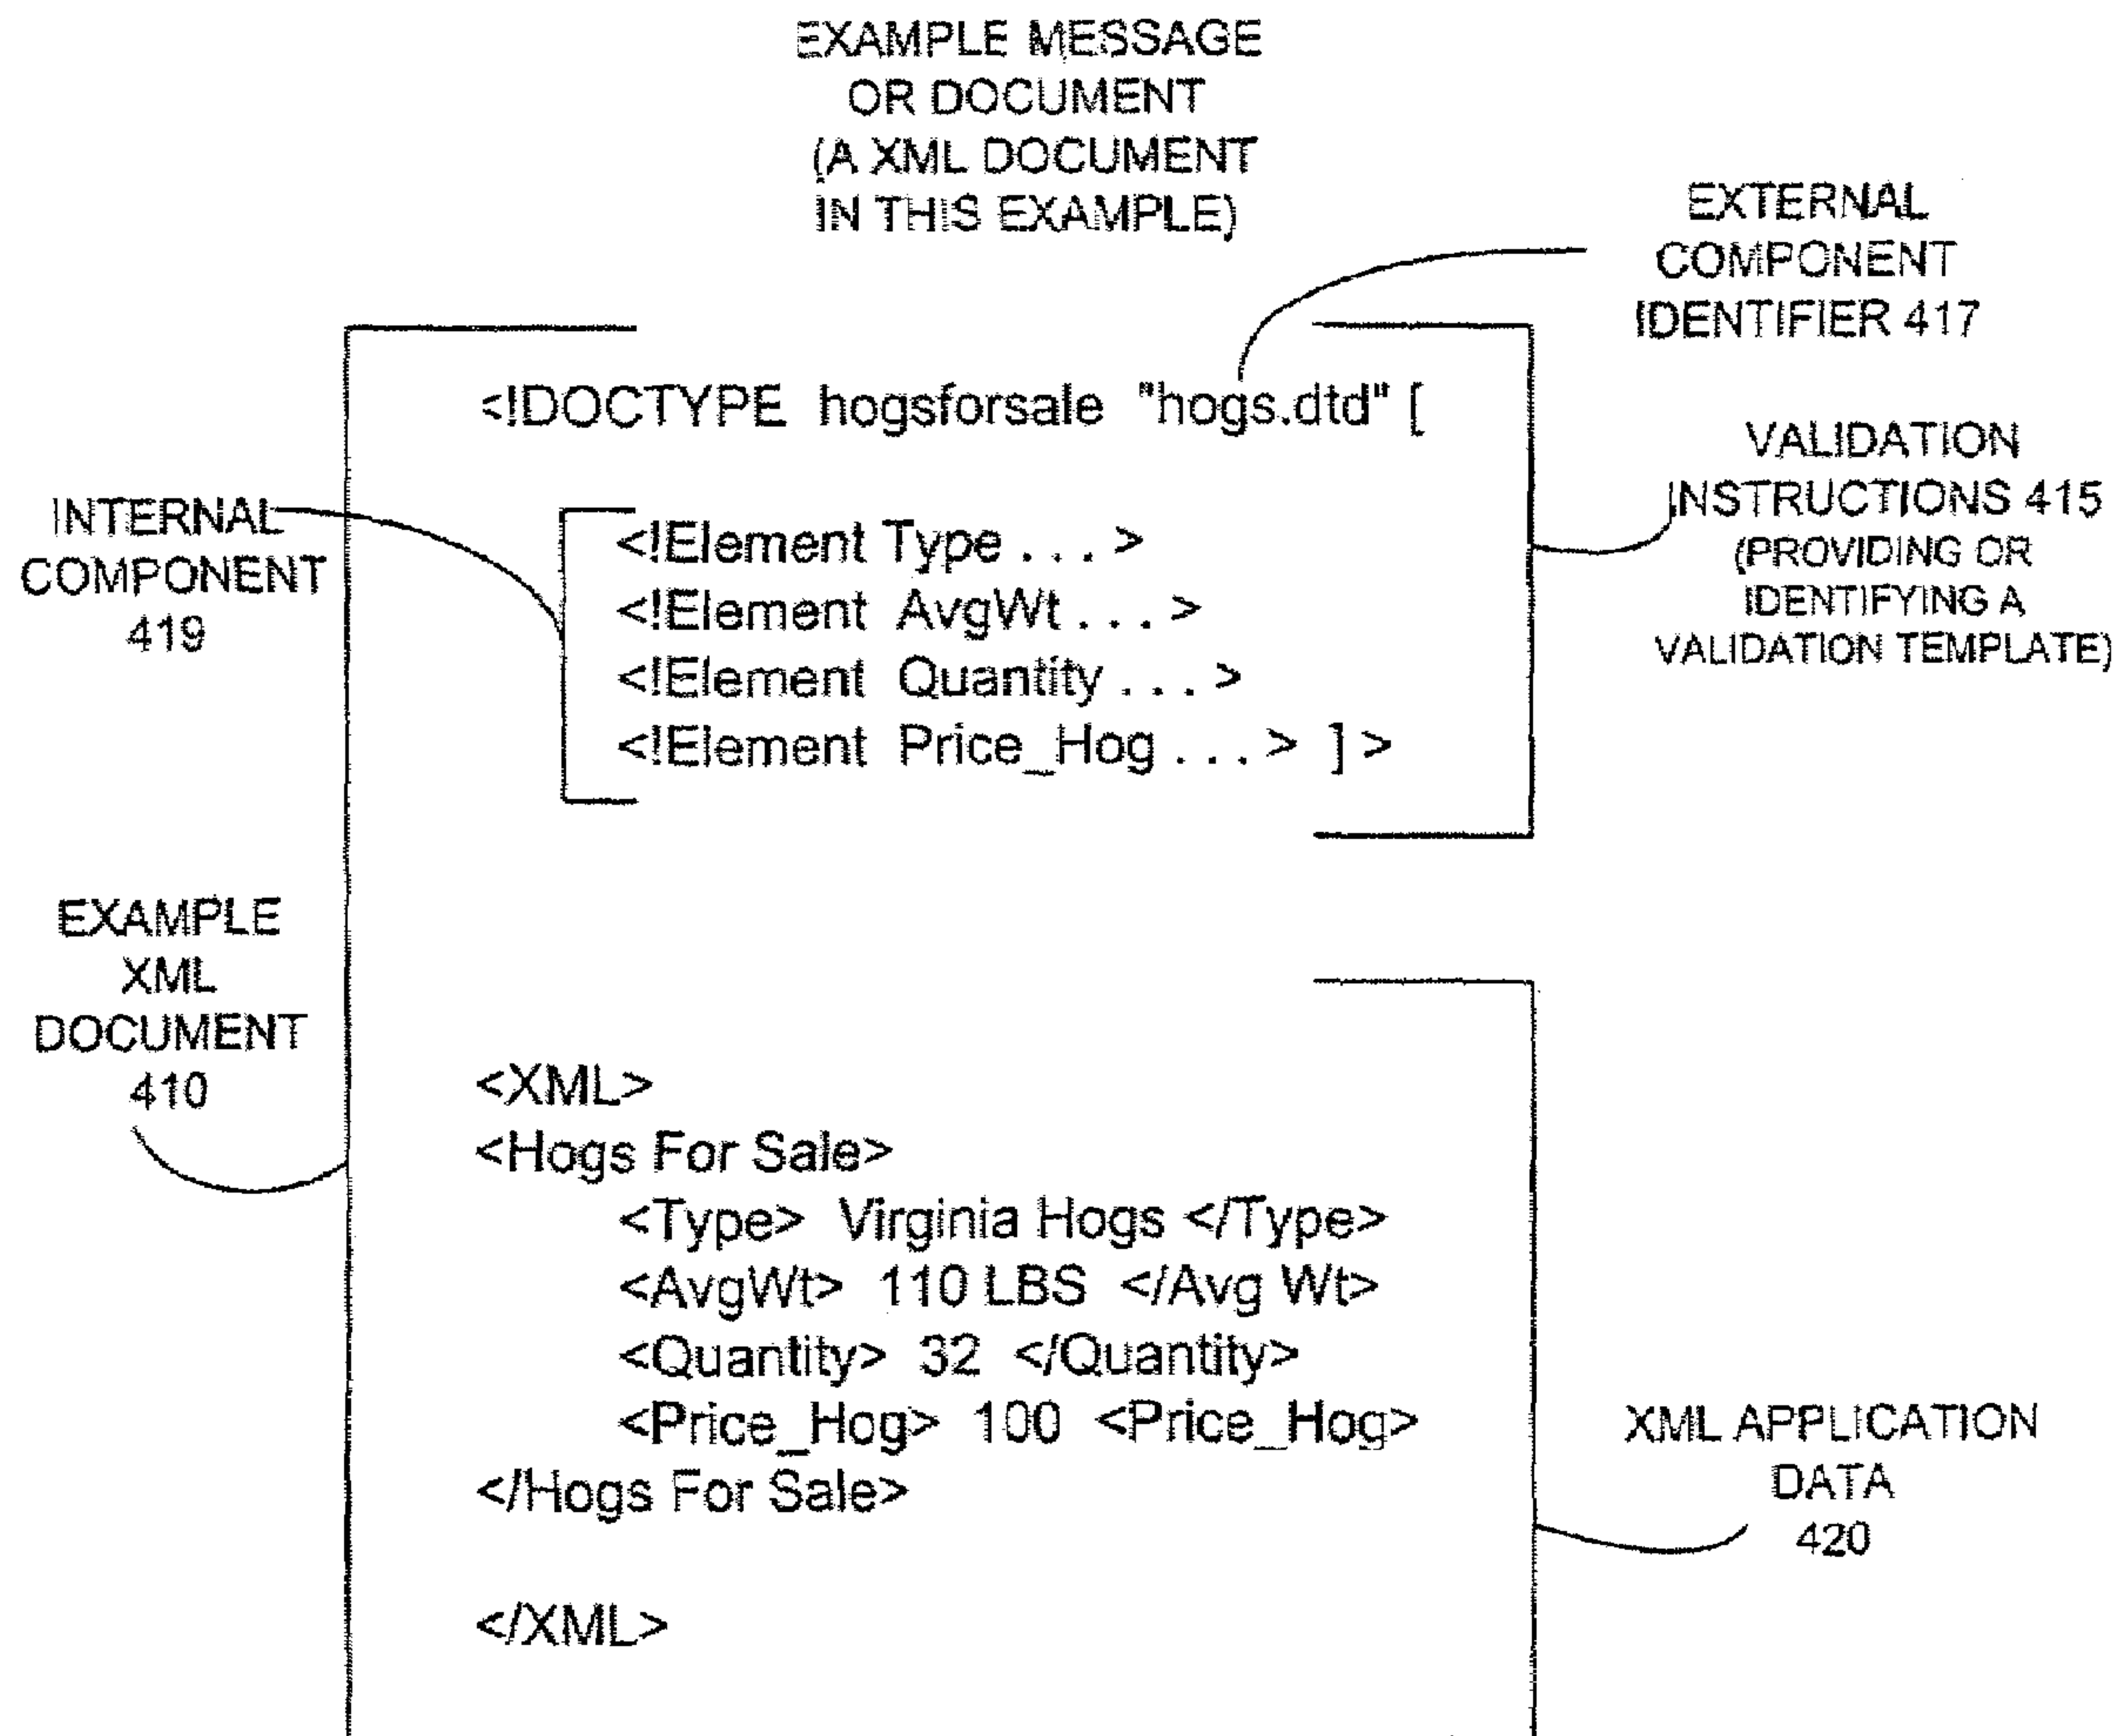 EXAMPLE MESSAGE
OR DOCUMENT
(A XML DOCUMENT
IN THIS EXAMPLE)
EXTERNAL
COMPONENT
IDENTIFIER 417
<!DOCTYPE hogsforsale "hogs.dtd" [
VALIDATION
INSTRUCTIONS 415
(PROVIDING OR
IDENTIFYING A
VALIDATION TEMPLATE)
INTERNAL
COMPONENT
419
<!Element Type . . . >
<!Element AvgWt . . . >
<!Element Quantity . . . >
<!Element Price_Hog . . . > ] >
EXAMPLE
XML
DOCUMENT
410
<XML>
<Hogs For Sale>
<Type> Virginia Hogs </Type>
<AvgWt> 110 LBS </Avg Wt>
<Quantity> 32 </Quantity>
<Price_Hog> 100 <Price_Hog>
</Hogs For Sale>
</XML>
XML APPLICATION
DATA
420